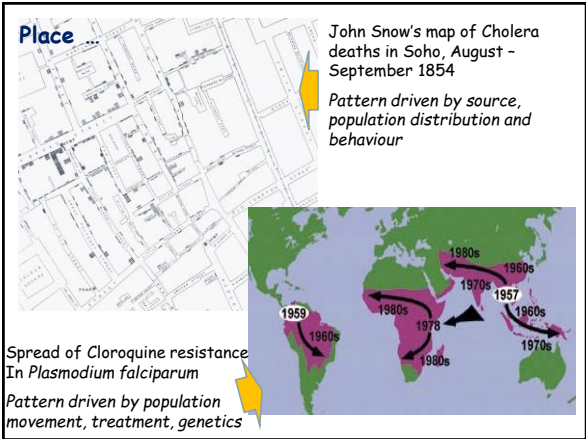 Place …
John Snow's map of Cholera
deaths in Soho, August –
September 1854
Pattern driven by source,
population distribution and
behaviour
1980s
1960s
1970s
1957
1980s
1960s
1978
1959
1960s
1970s
1980s
Spread of Cloroquine resistance
In Plasmodium falciparum
Pattern driven by population
movement, treatment, genetics